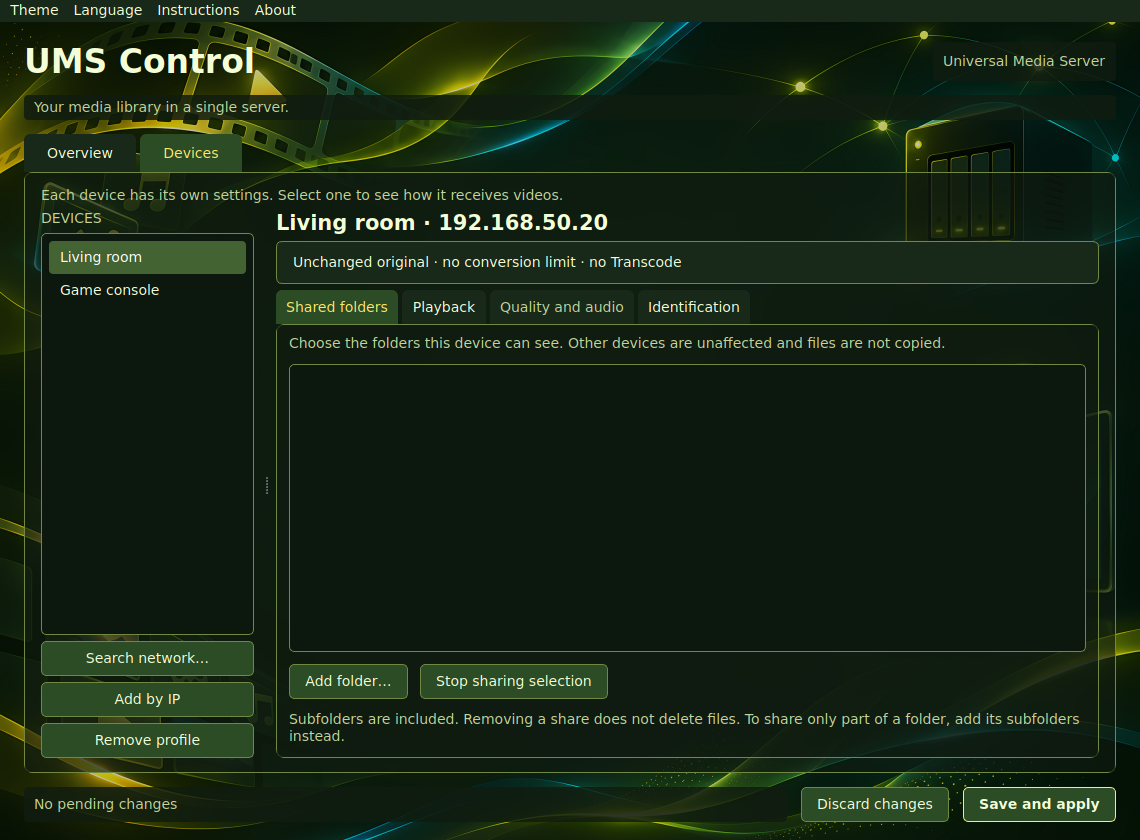 Theme Language Instructions About
UMS Control
Universal Media Server
Your media library in a single server.
Overview Devices
Each device has its own settings. Select one to see how it receives videos.
DEVICES
Living room
Game console
Search network...
Add by IP
Remove profile
Living room · 192.168.50.20
Unchanged original · no conversion limit · no Transcode
Shared folders Playback Quality and audio Identification
Choose the folders this device can see. Other devices are unaffected and files are not copied.
Add folder... Stop sharing selection
Subfolders are included. Removing a share does not delete files. To share only part of a folder, add its subfolders
instead.
No pending changes
Discard changes Save and apply